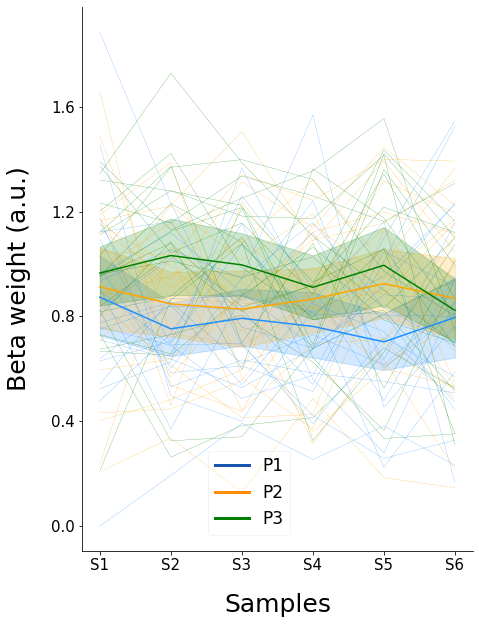 Beta weight (a.u.)
1.6
1.2
0.8
0.4
0.0
P1
P2
P3
S1 S2 S3 S4 S5 S6
Samples